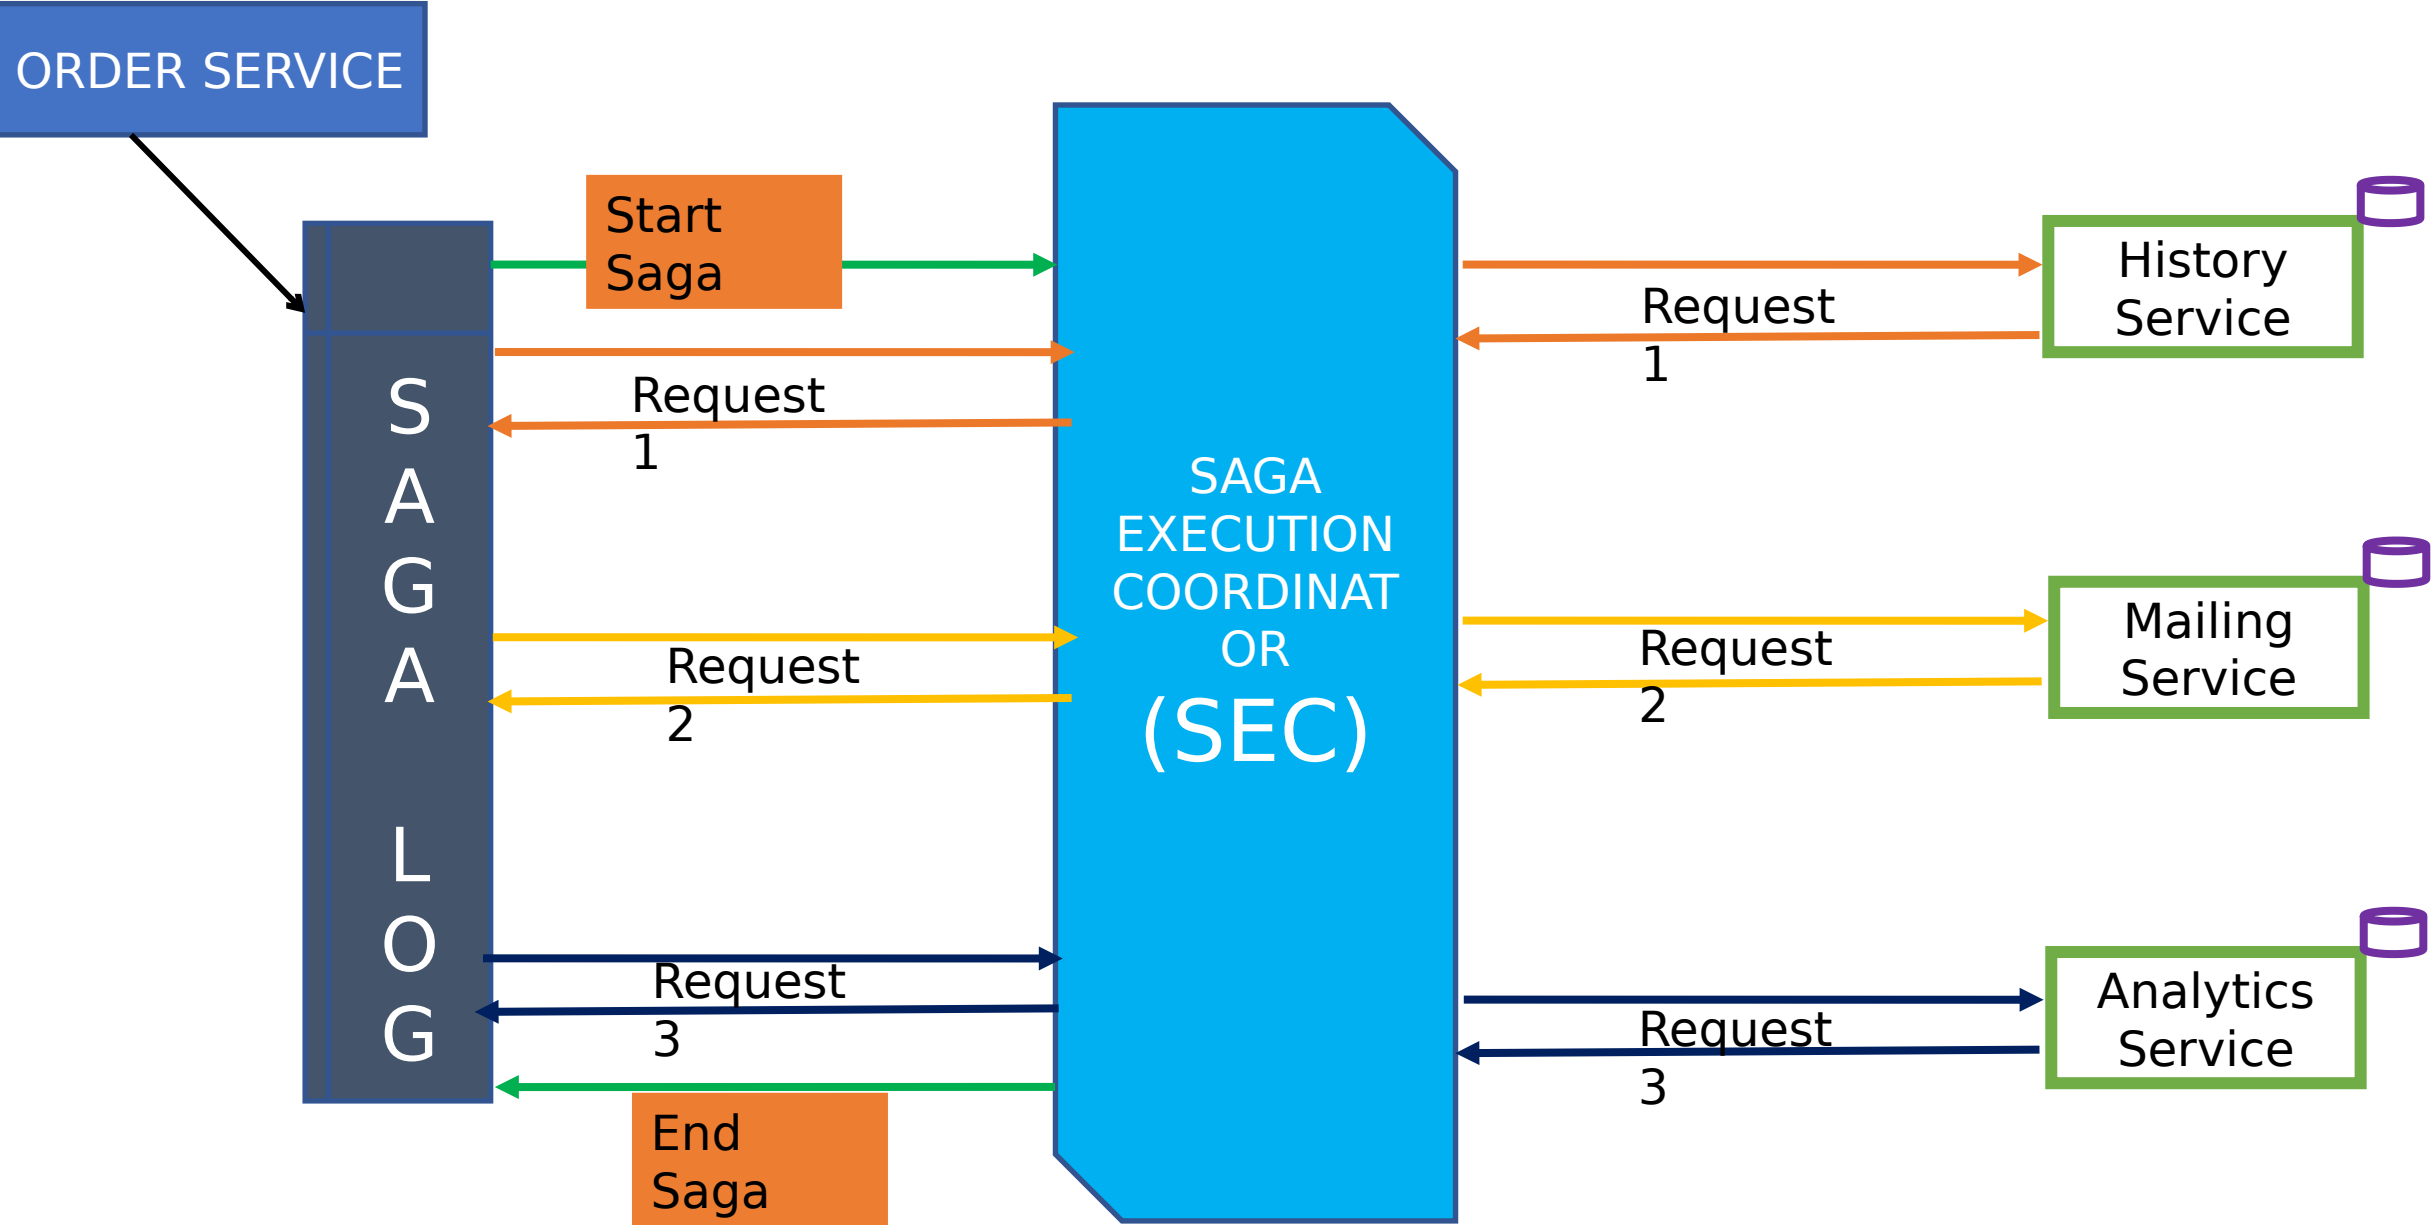 ORDER SERVICE
Start
Saga
Request
1
Request
2
Request
3
End
Saga
S
A
G
A
L
O
G
SAGA
EXECUTION
COORDINAT
OR
(SEC)
Request
1
Request
2
Request
3
History
Service
Mailing
Service
Analytics
Service